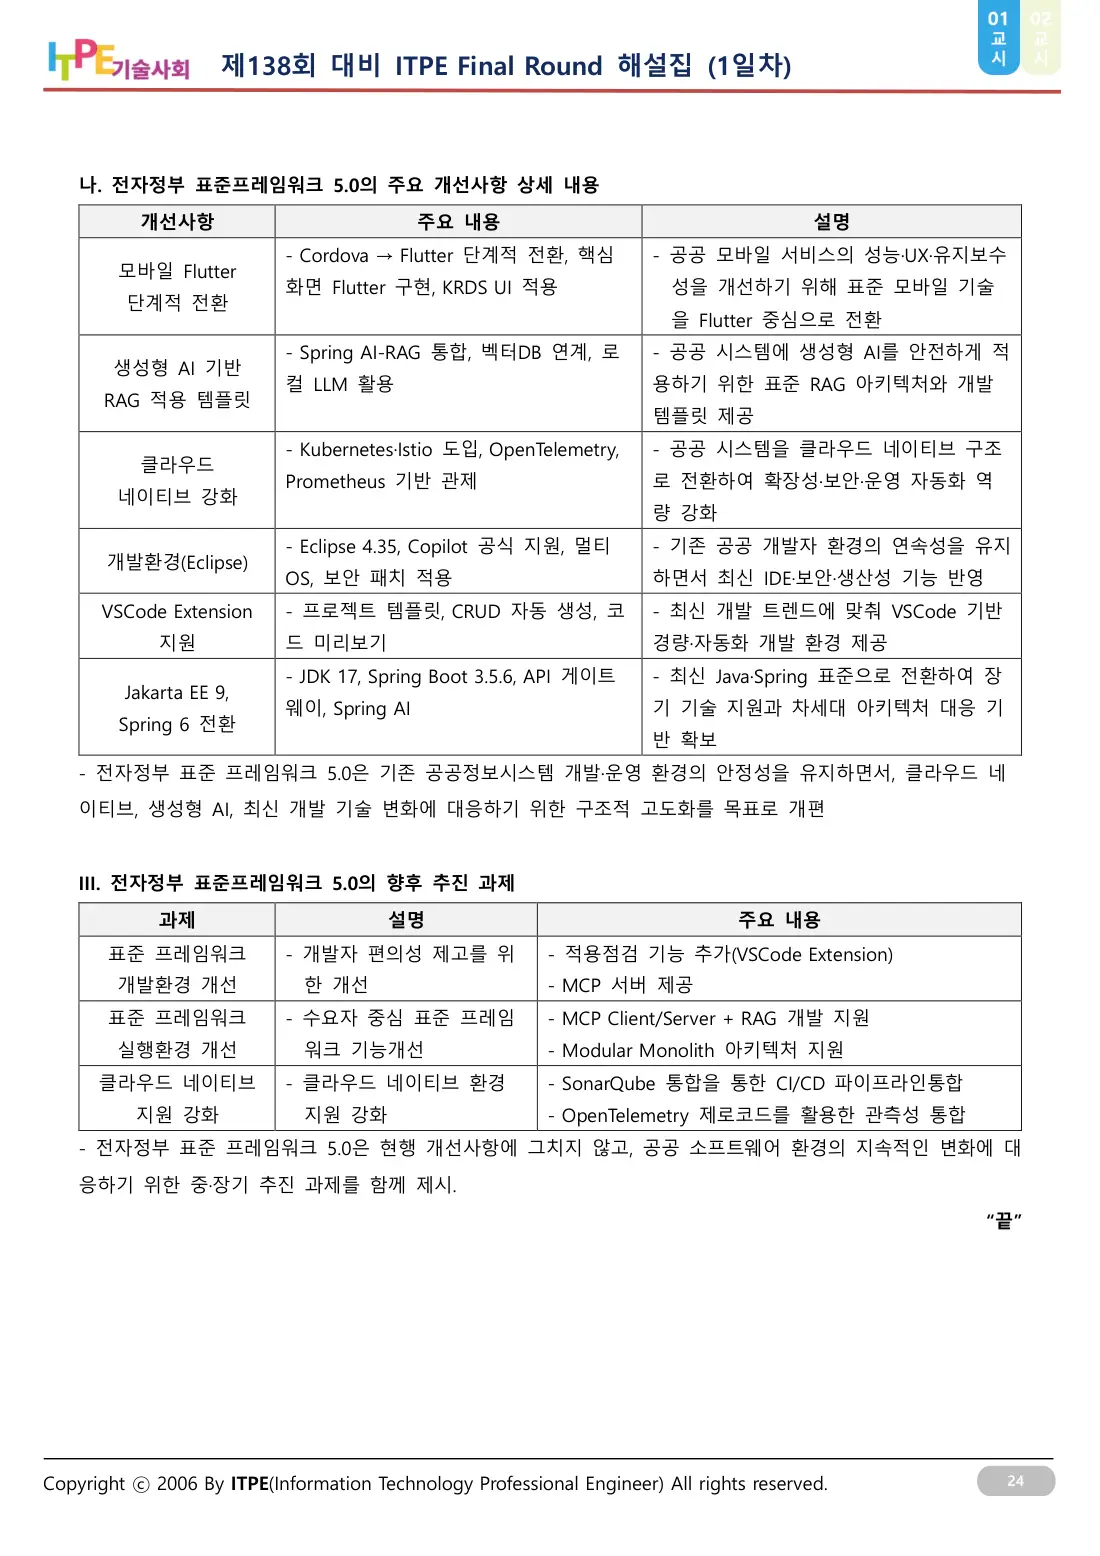 01
교
시
02
교
시
ITPE기술사회 제138회 대비 ITPE Final Round 해설집 (1일차)
나. 전자정부 표준프레임워크 5.0의 주요 개선사항 상세 내용
개선사항 주요 내용 설명
모바일 Flutter
단계적 전환
- Cordova → Flutter 단계적 전환, 핵심
화면 Flutter 구현, KRDS UI 적용
- 공공 모바일 서비스의 성능·UX·유지보수
성을 개선하기 위해 표준 모바일 기술
을 Flutter 중심으로 전환
생성형 AI 기반
RAG 적용 템플릿
- Spring AI-RAG 통합, 벡터DB 연계, 로
컬 LLM 활용
- 공공 시스템에 생성형 AI를 안전하게 적
용하기 위한 표준 RAG 아키텍처와 개발
템플릿 제공
클라우드
네이티브 강화
- Kubernetes·Istio 도입, OpenTelemetry,
Prometheus 기반 관제
- 공공 시스템을 클라우드 네이티브 구조
로 전환하여 확장성·보안·운영 자동화 역
량 강화
개발환경(Eclipse)
- Eclipse 4.35, Copilot 공식 지원, 멀티
OS, 보안 패치 적용
- 기존 공공 개발자 환경의 연속성을 유지
하면서 최신 IDE·보안·생산성 기능 반영
VSCode Extension
지원
- 프로젝트 템플릿, CRUD 자동 생성, 코
드 미리보기
- 최신 개발 트렌드에 맞춰 VSCode 기반
경량·자동화 개발 환경 제공
Jakarta EE 9,
Spring 6 전환
- JDK 17, Spring Boot 3.5.6, API 게이트
웨이, Spring AI
- 최신 Java·Spring 표준으로 전환하여 장
기 기술 지원과 차세대 아키텍처 대응 기
반 확보
- 전자정부 표준 프레임워크 5.0은 기존 공공정보시스템 개발·운영 환경의 안정성을 유지하면서, 클라우드 네
이티브, 생성형 AI, 최신 개발 기술 변화에 대응하기 위한 구조적 고도화를 목표로 개편
III. 전자정부 표준프레임워크 5.0의 향후 추진 과제
과제 설명 주요 내용
표준 프레임워크
개발환경 개선
- 개발자 편의성 제고를 위
한 개선
- 적용점검 기능 추가(VSCode Extension)
- MCP 서버 제공
표준 프레임워크
실행환경 개선
- 수요자 중심 표준 프레임
워크 기능개선
- MCP Client/Server + RAG 개발 지원
- Modular Monolith 아키텍처 지원
클라우드 네이티브
지원 강화
- 클라우드 네이티브 환경
지원 강화
- SonarQube 통합을 통한 CI/CD 파이프라인통합
- OpenTelemetry 제로코드를 활용한 관측성 통합
- 전자정부 표준 프레임워크 5.0은 현행 개선사항에 그치지 않고, 공공 소프트웨어 환경의 지속적인 변화에 대
응하기 위한 중·장기 추진 과제를 함께 제시.
“끝”
Copyright ⓒ 2006 By ITPE(Information Technology Professional Engineer) All rights reserved.
24